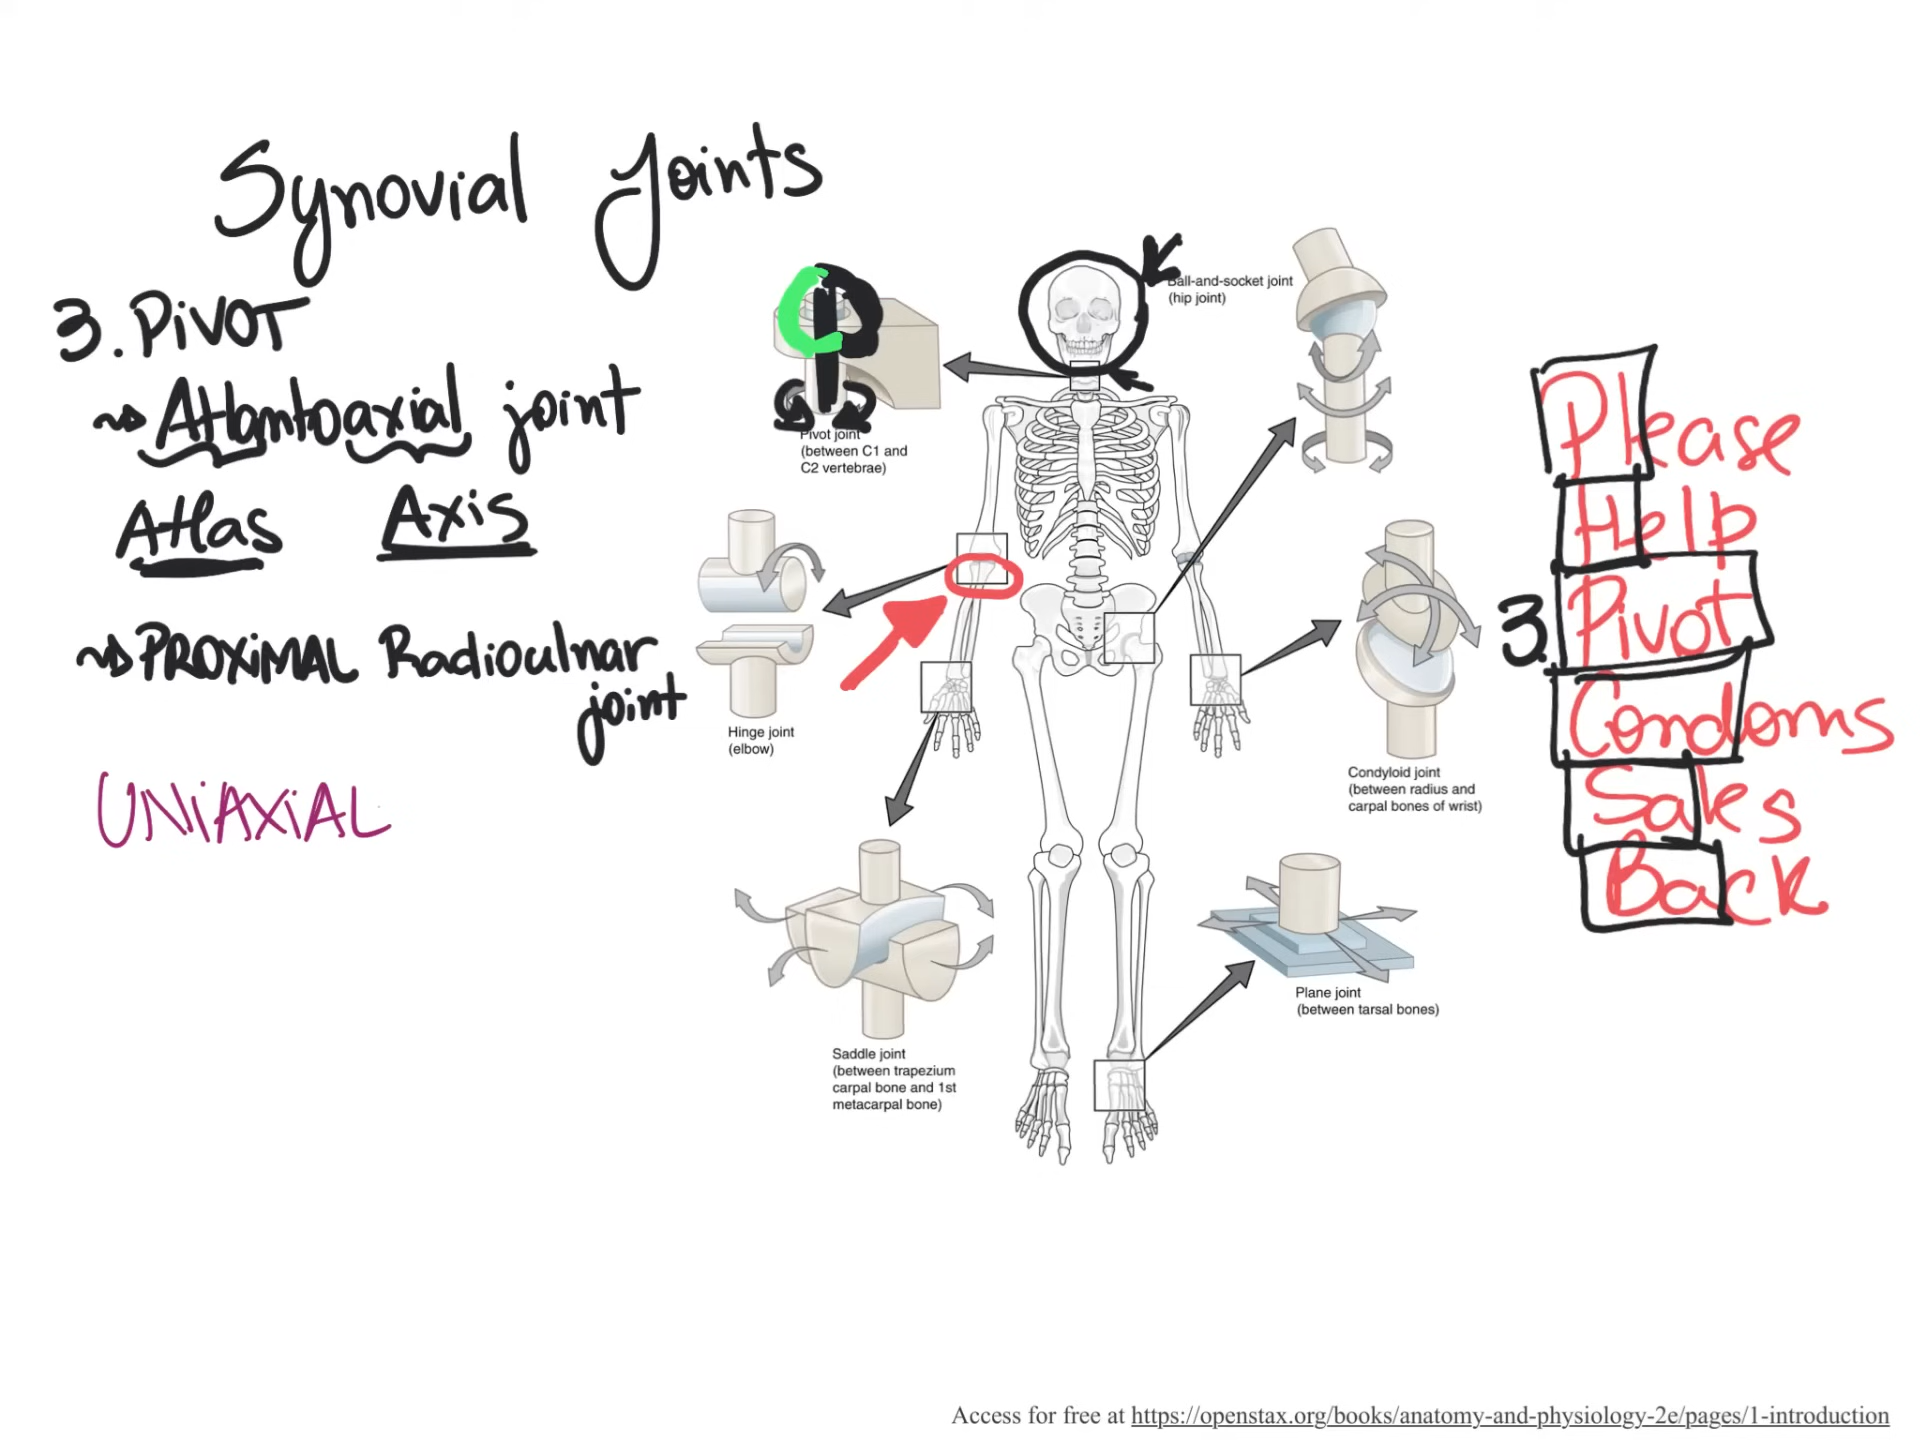 Synovial Joints
3. PiVOT
Atlantoaxial joint
Atlas Axis
PROXiMAL Radioulnar
joint
UNiAXiAL
Pivot joint
(between C1 and
C2 vertebrae)
Ball-and-socket joint
(hip joint)
Hinge joint
(elbow)
Condyloid joint
(between radius and
carpal bones of wrist)
Saddle joint
(between trapezium
carpal bone and 1st
metacarpal bone)
Plane joint
(between tarsal bones)
Please
Help
3. Pivot
Condoms
Sales
Back
Access for free at https://openstax.org/books/anatomy-and-physiology-2e/pages/1-introduction